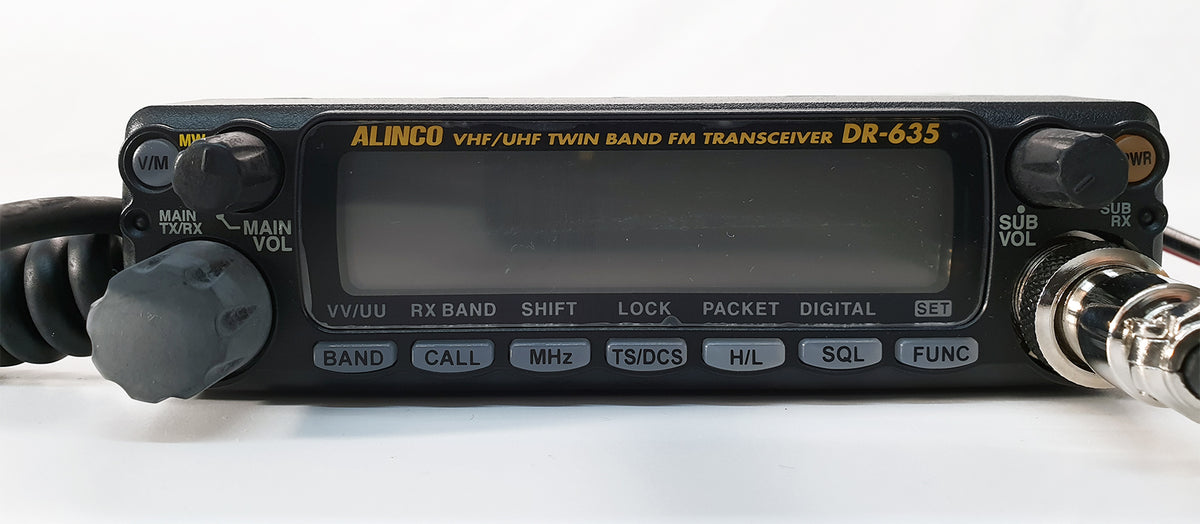 ALINCO VHF/UHF TWIN BAND FM TRANSCEIVER DR-635
MW
V/M
MAIN
TX/RX
MAIN
VOL
SUB
VOL
SUB
RX
VV/UU RX BAND SHIFT LOCK PACKET DIGITAL SET
BAND CALL MHz TS/DCS H/L SQL FUNC